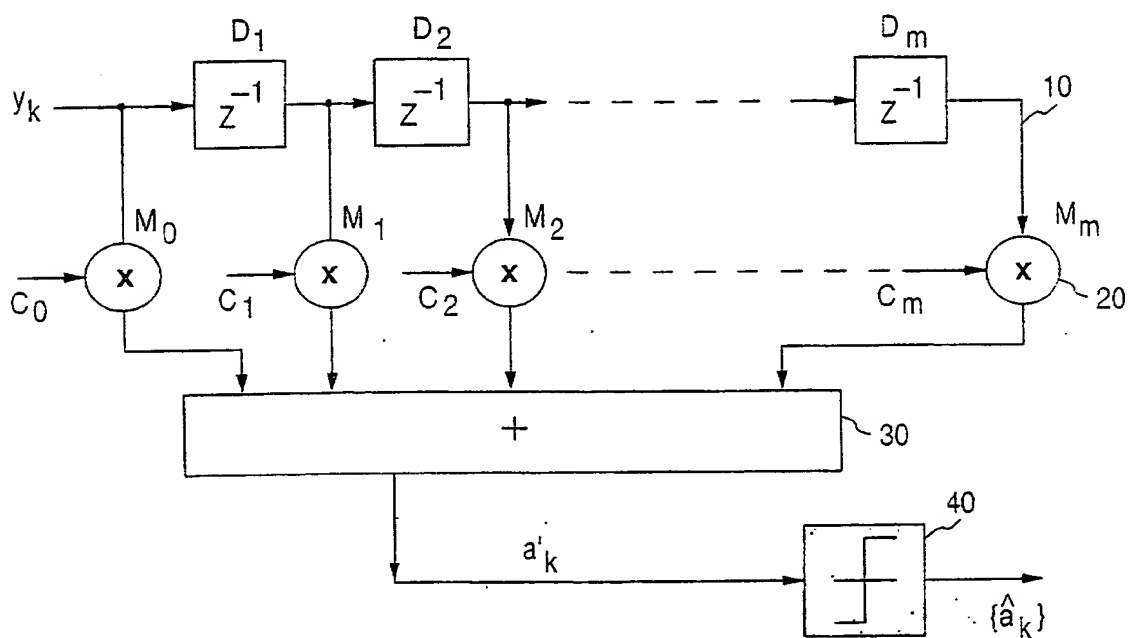 D₁ D₂ Dₘ
yₖ z⁻¹ z⁻¹ z⁻¹ 10
M₀ M₁ M₂ Mₘ
x x x x
C₀ C₁ C₂ Cₘ 20
+ 30
40
a'ₖ
{âₖ}